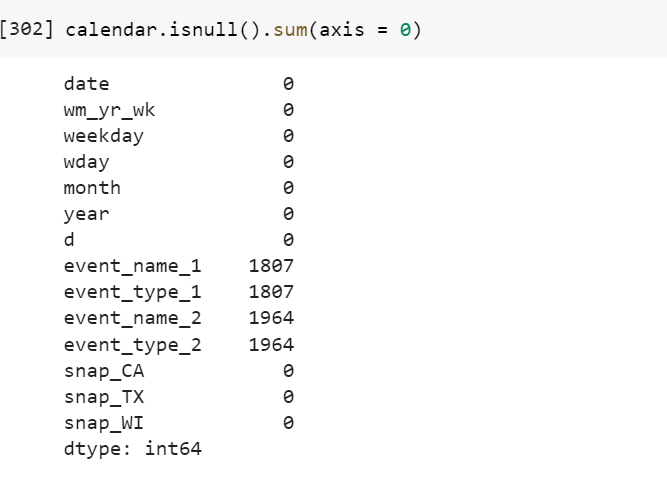 [302] calendar.isnull().sum(axis = 0)
date 0
wm_yr_wk 0
weekday 0
wday 0
month 0
year 0
d 0
event_name_1 1807
event_type_1 1807
event_name_2 1964
event_type_2 1964
snap_CA 0
snap_TX 0
snap_WI 0
dtype: int64